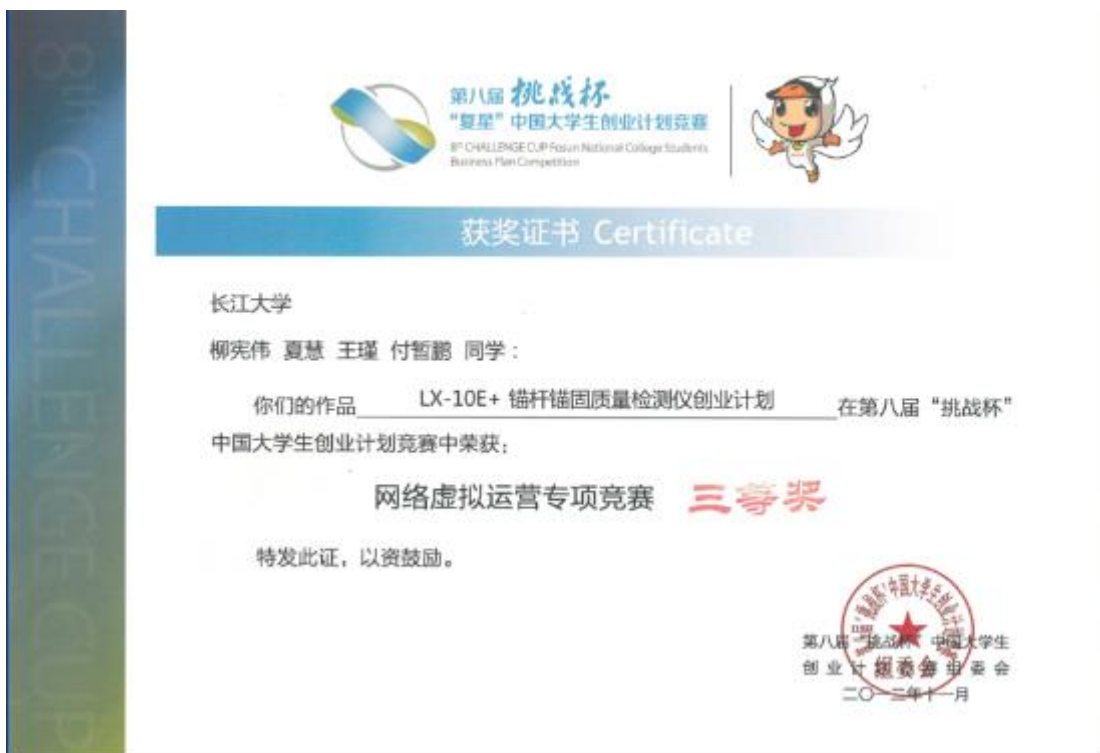 8th CHALLENGE CUP
第八届 挑战杯
“复星”中国大学生创业计划竞赛
8th CHALLENGE CUP Fosun National College Students
Business Plan Competition
获奖证书 Certificate
长江大学
柳宪伟 夏慧 王瑾 付暂鹏 同学：
你们的作品 LX-10E+ 锚杆锚固质量检测仪创业计划 在第八届“挑战杯”
中国大学生创业计划竞赛中荣获：
网络虚拟运营专项竞赛 三等奖
特发此证，以资鼓励。
第八届“挑战杯”中国大学生
创业计划竞赛组委会
二〇一二年十一月
组委会